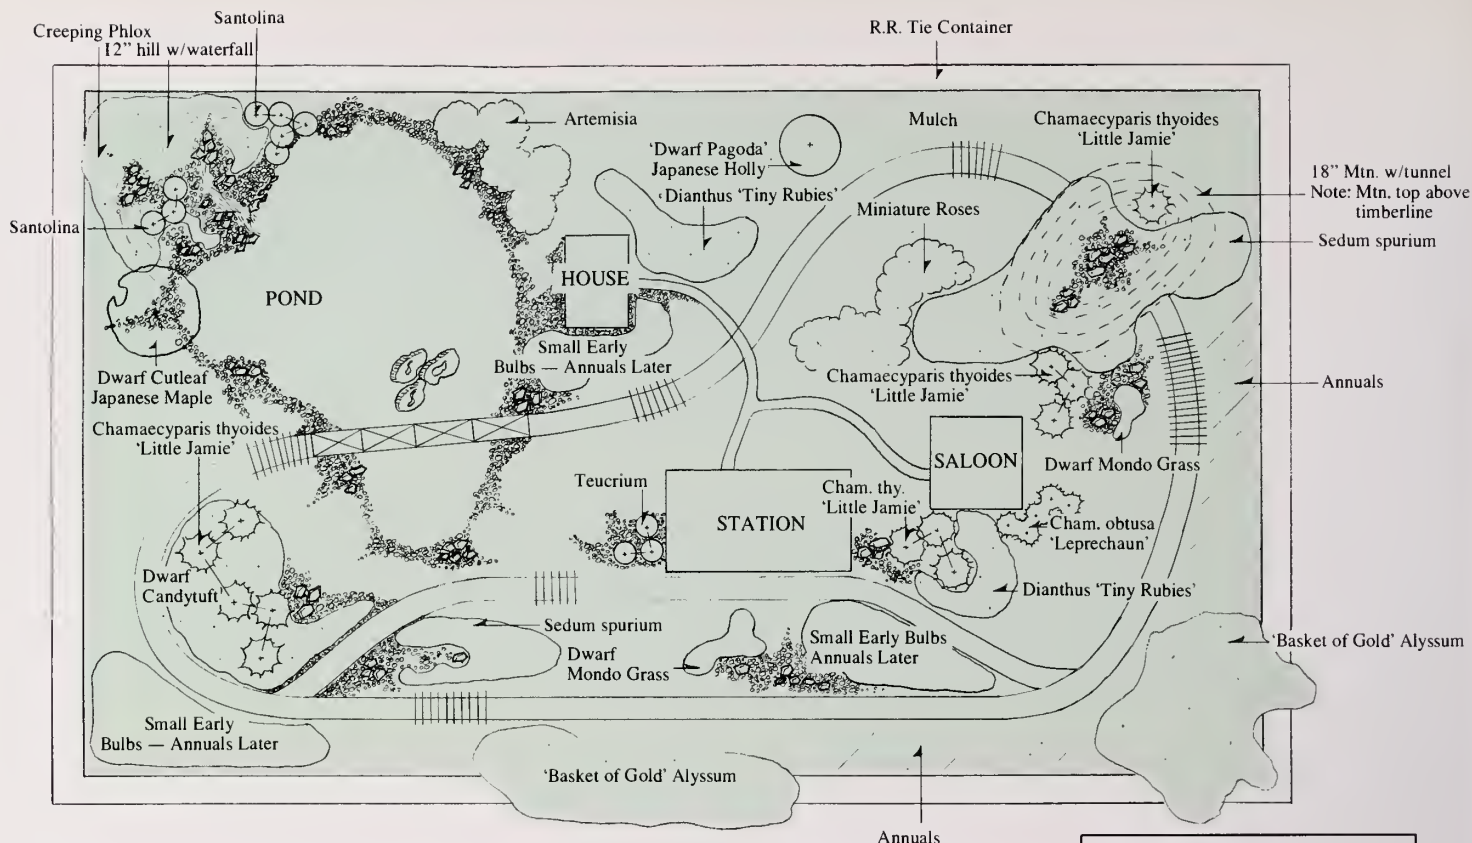 Santolina
Creeping Phlox
12” hill w/waterfall
R.R. Tie Container
Artemisia
‘Dwarf Pagoda’
Japanese Holly
Mulch
Chamaecyparis thyoides
‘Little Jamie’
18” Mtn. w/tunnel
Note: Mtn. top above
timberline
Dianthus ‘Tiny Rubies’
Miniature Roses
Santolina
Sedum spurium
HOUSE
POND
Small Early
Bulbs — Annuals Later
Dwarf Cutleaf
Japanese Maple
Chamaecyparis thyoides
‘Little Jamie’
Annuals
Chamaecyparis thyoides
‘Little Jamie’
SALOON
Dwarf Mondo Grass
Teucrium
STATION
Cham. thy.
‘Little Jamie’
Cham. obtusa
‘Leprechaun’
Dwarf
Candytuft
Dianthus ‘Tiny Rubies’
Sedum spurium
Dwarf
Mondo Grass
Small Early Bulbs
Annuals Later
‘Basket of Gold’ Alyssum
Small Early
Bulbs — Annuals Later
‘Basket of Gold’ Alyssum
Annuals